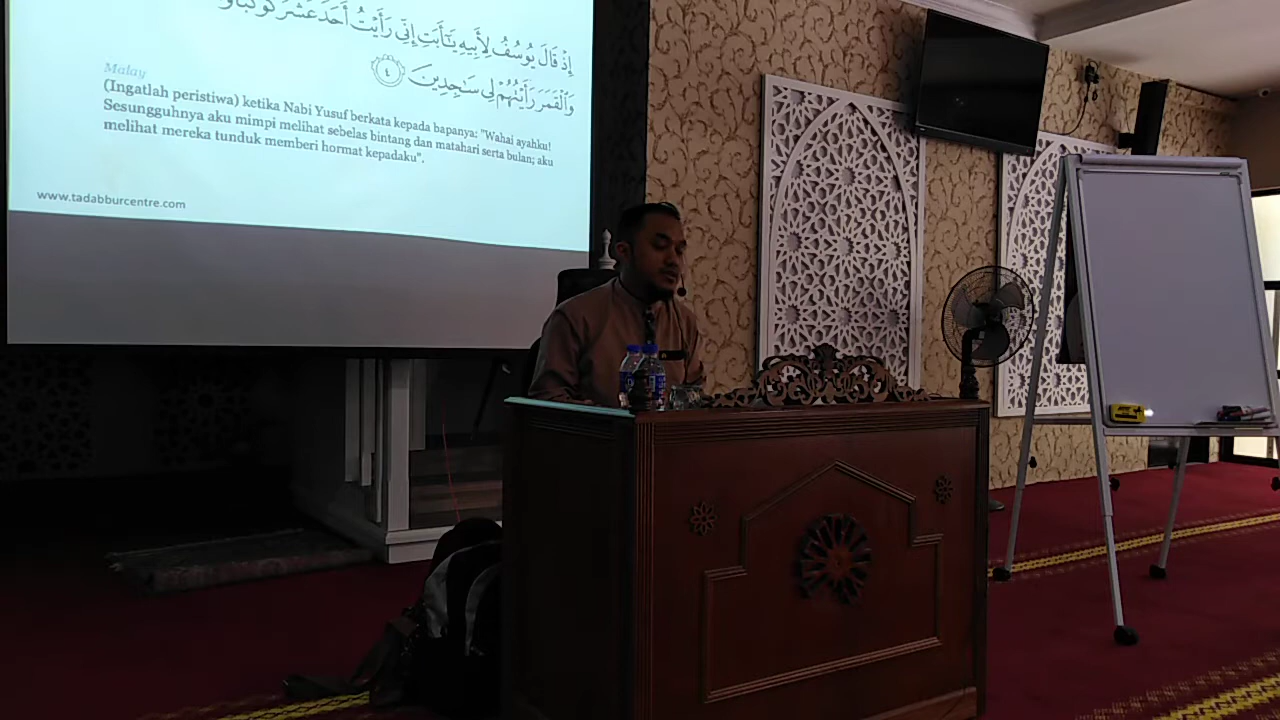 إِذْ قَالَ يُوسُفُ لِأَبِيهِ يَٰٓأَبَتِ إِنِّى رَأَيْتُ أَحَدَ عَشَرَ كَوْكَبًا وَ
وَٱلْقَمَرَ رَأَيْتُهُمْ لِى سَٰجِدِينَ ٤
Malay
(Ingatlah peristiwa) ketika Nabi Yusuf berkata kepada bapanya: "Wahai ayahku!
Sesungguhnya aku mimpi melihat sebelas bintang dan matahari serta bulan; aku
melihat mereka tunduk memberi hormat kepadaku".
www.tadabburcentre.com